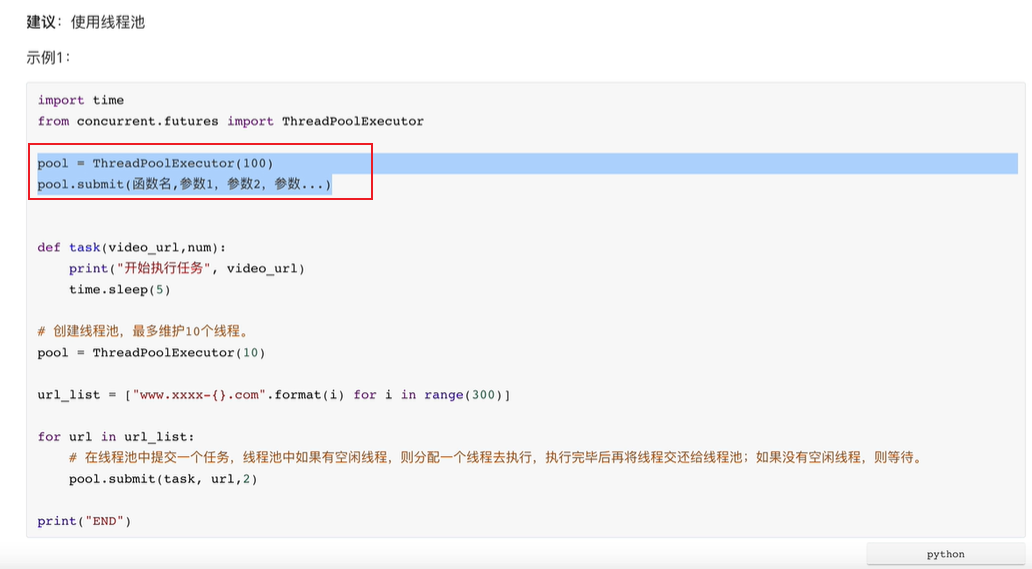 建议：使用线程池
示例1：
import time
from concurrent.futures import ThreadPoolExecutor
pool = ThreadPoolExecutor(100)
pool.submit(函数名,参数1，参数2，参数...)
def task(video_url,num):
    print("开始执行任务", video_url)
    time.sleep(5)
# 创建线程池，最多维护10个线程。
pool = ThreadPoolExecutor(10)
url_list = ["www.xxxx-{}.com".format(i) for i in range(300)]
for url in url_list:
    # 在线程池中提交一个任务，线程池中如果有空闲线程，则分配一个线程去执行，执行完毕后再将线程交还给线程池；如果没有空闲线程，则等待。
    pool.submit(task, url,2)
print("END")
python